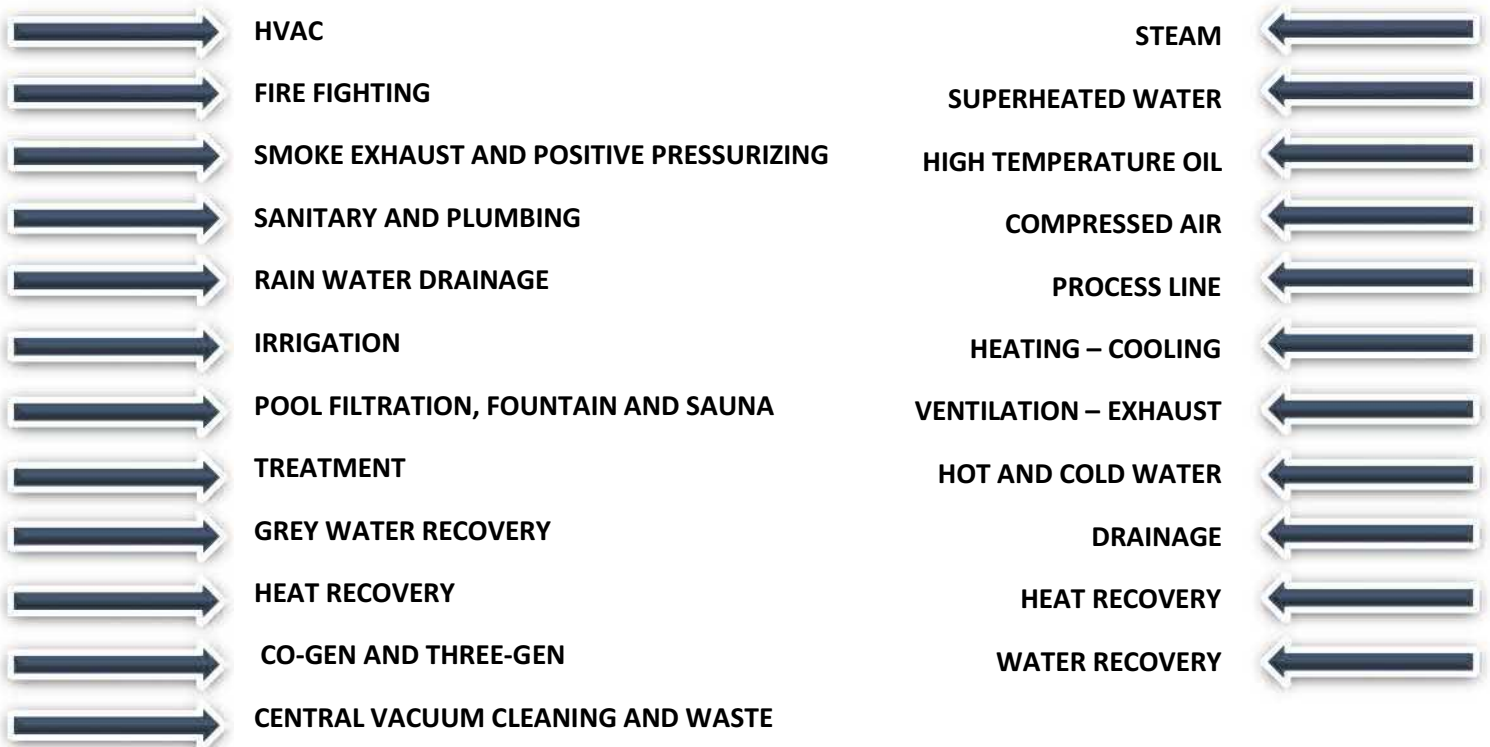 HVAC
FIRE FIGHTING
SMOKE EXHAUST AND POSITIVE PRESSURIZING
SANITARY AND PLUMBING
RAIN WATER DRAINAGE
IRRIGATION
POOL FILTRATION, FOUNTAIN AND SAUNA
TREATMENT
GREY WATER RECOVERY
HEAT RECOVERY
CO-GEN AND THREE-GEN
CENTRAL VACUUM CLEANING AND WASTE
STEAM
SUPERHEATED WATER
HIGH TEMPERATURE OIL
COMPRESSED AIR
PROCESS LINE
HEATING – COOLING
VENTILATION – EXHAUST
HOT AND COLD WATER
DRAINAGE
HEAT RECOVERY
WATER RECOVERY